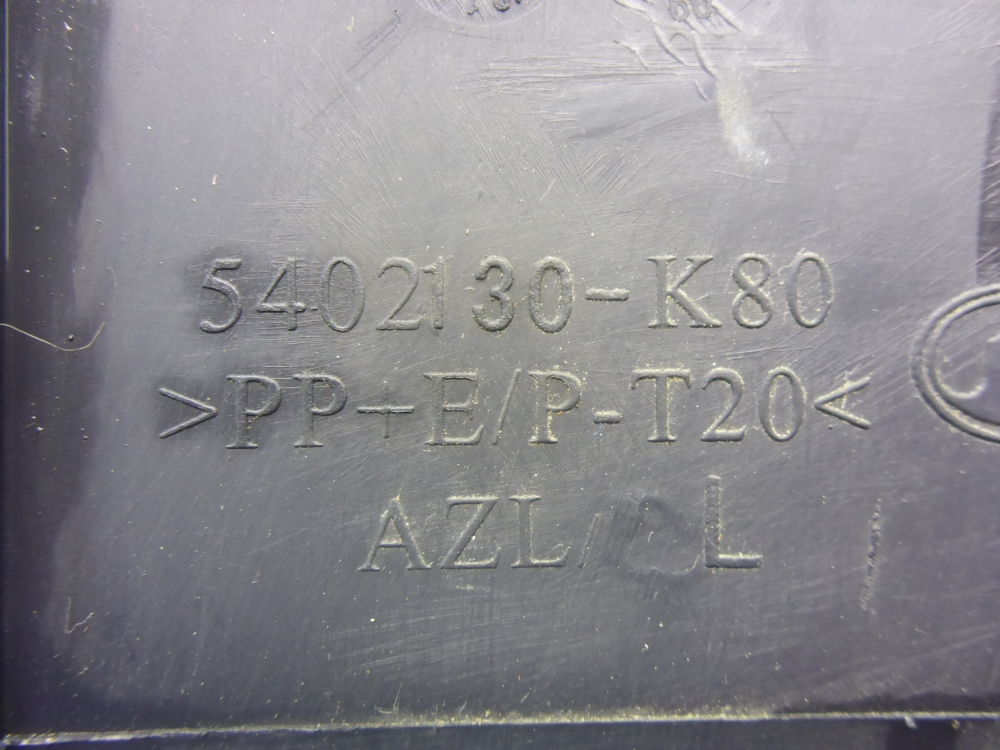 5402130-K80
>PP+E/P-T20<
AZL/ L